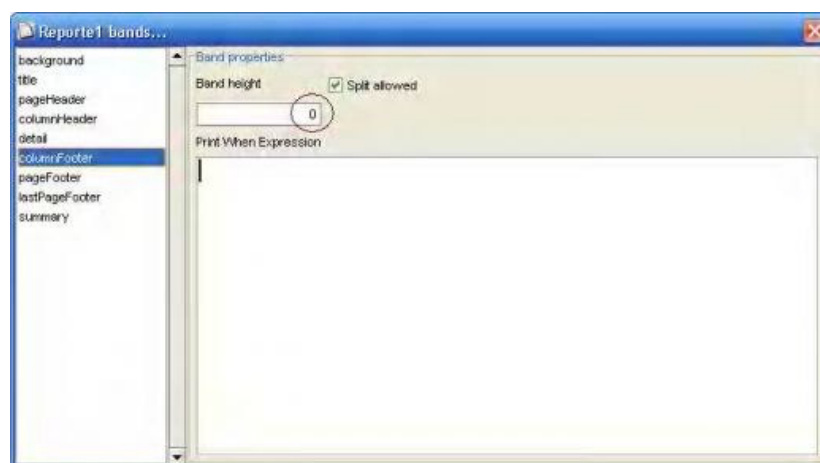 Reporte1 bands...
background
title
pageHeader
columnHeader
detail
columnFooter
pageFooter
lastPageFooter
summary
Band properties
Band height
Split allowed
0
Print When Expression